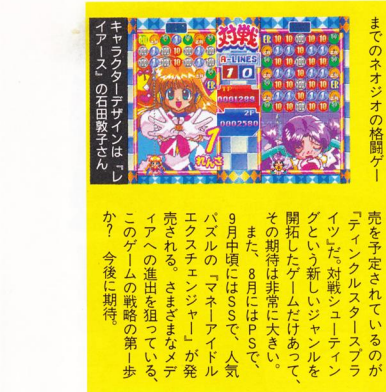 までのネオジオの格闘ゲー
対戦
A-LINES
10
0001200
2P
0002580
1
れんさ
キャラクターデザインは『レ
イアース』の石田敦子さん
売を予定されているのが
『ティンクルスタースプラ
イツ』だ。対戦シューティン
グという新しいジャンルを
開拓したゲームだけあって、
その期待は非常に大きい。
また、8月にはPSで、
9月中頃にはSSで、人気
パズルの『マネーアイドル
エクスチェンジャー』が発
売される。さまざまなメデ
ィアへの進出を狙っている、
このゲームの戦略の第一歩
か? 今後に期待。